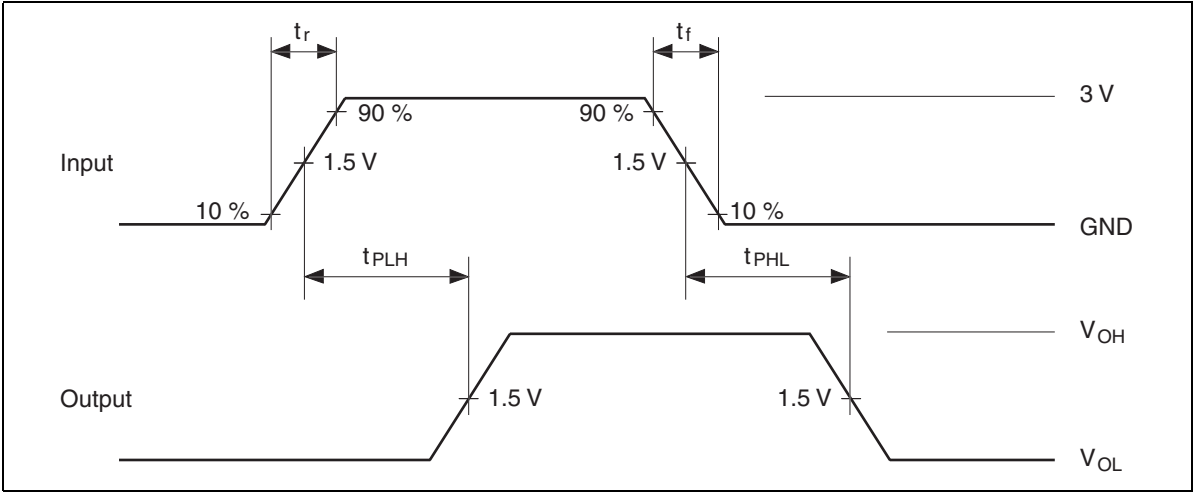 tr
tf
3 V
90 %
90 %
Input
1.5 V
1.5 V
10 %
10 %
GND
tPLH
tPHL
VOH
Output
1.5 V
1.5 V
VOL